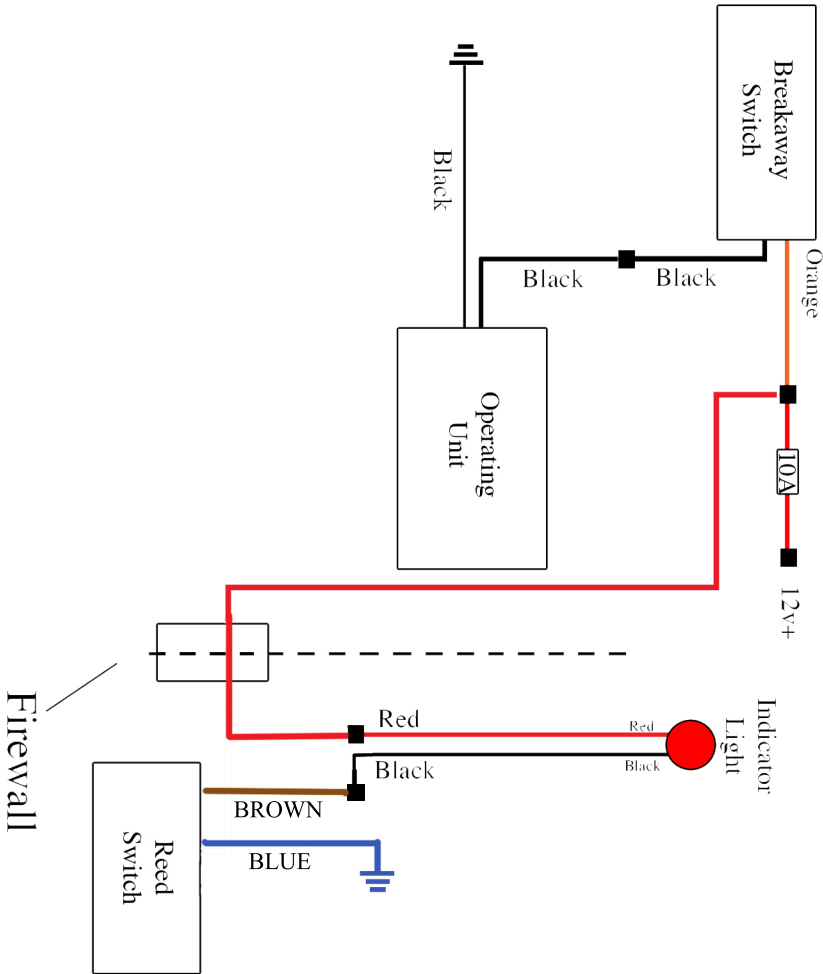 Breakaway
Switch
Black
Orange
Black
Black
Operating
Unit
10A
12v+
Firewall
Red
Red
Black
Black
Indicator
Light
BROWN
BLUE
Reed
Switch